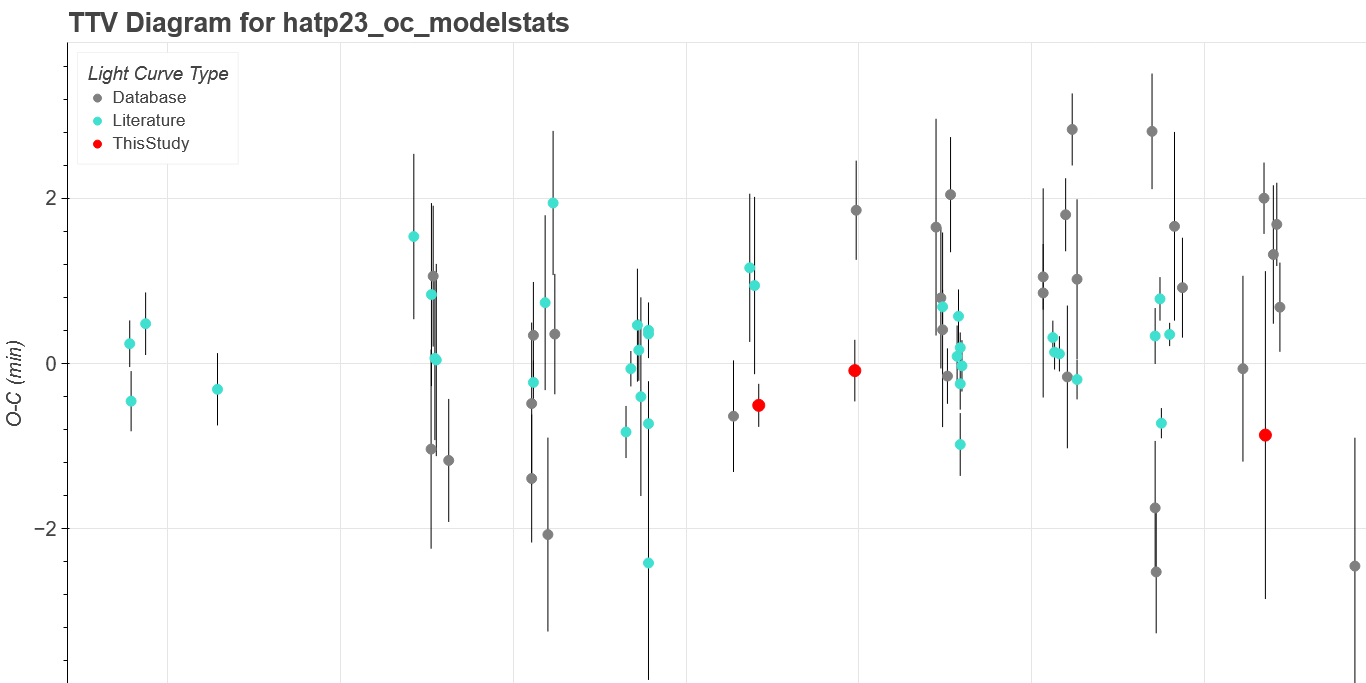 TTV Diagram for hatp23_oc_modelstats
Light Curve Type
Database
Literature
ThisStudy
2
0
−2
O-C (min)